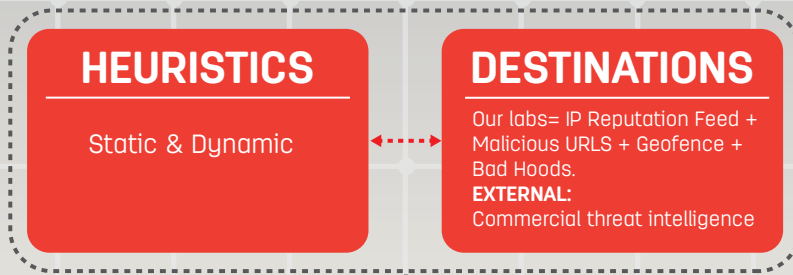 HEURISTICS
Static & Dynamic
DESTINATIONS
Our labs= IP Reputation Feed +
Malicious URLS + Geofence +
Bad Hoods.
EXTERNAL:
Commercial threat intelligence